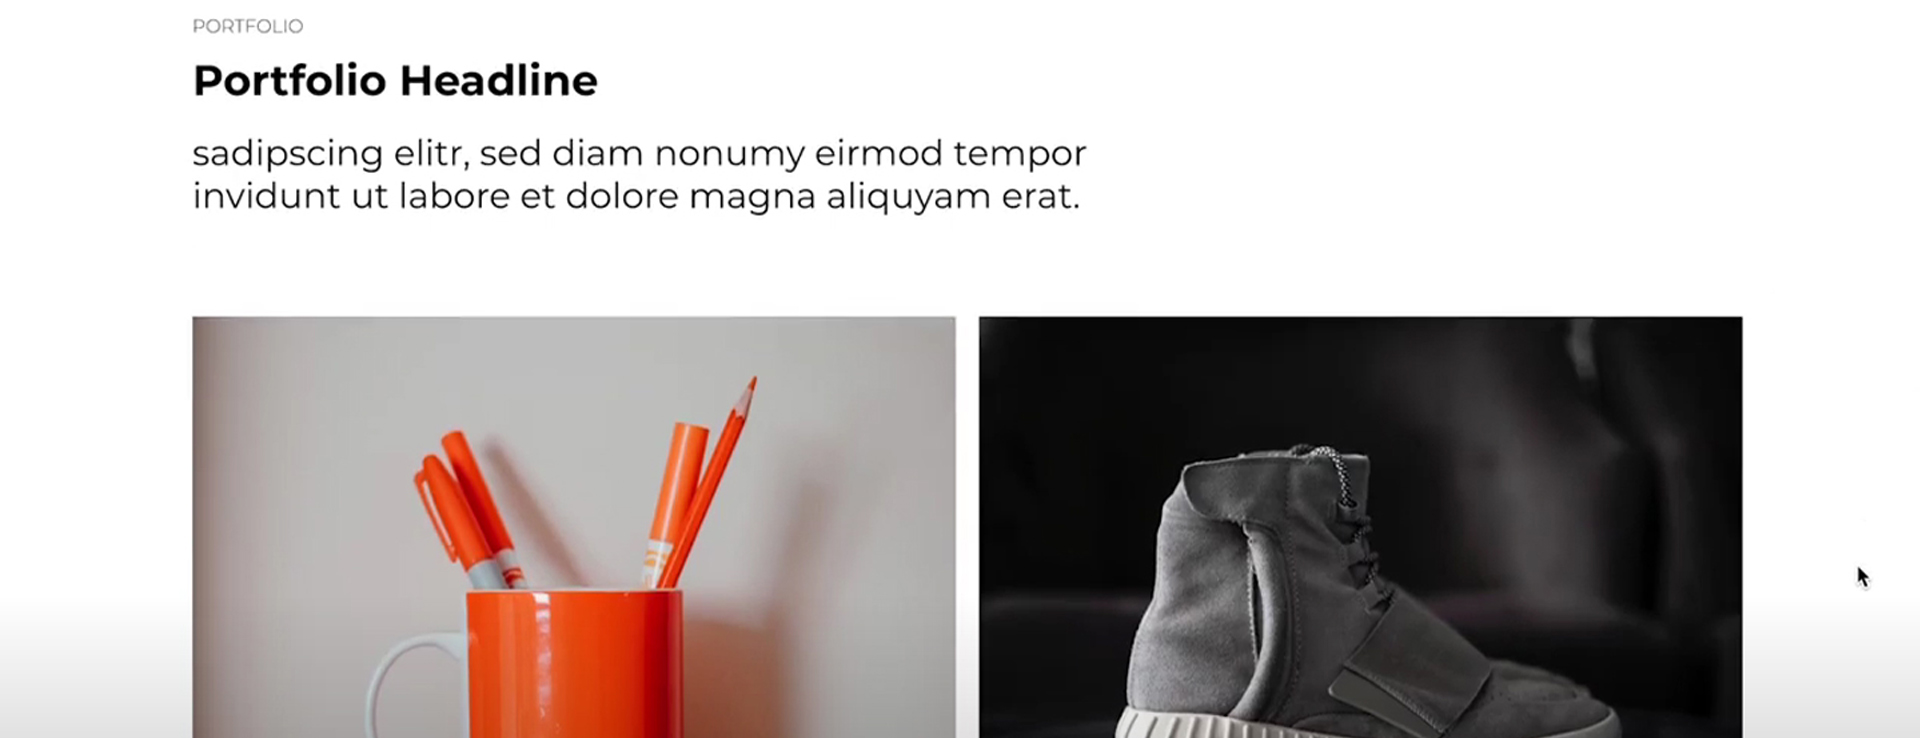 PORTFOLIO
Portfolio Headline
sadipscing elitr, sed diam nonumy eirmod tempor
invidunt ut labore et dolore magna aliquyam erat.